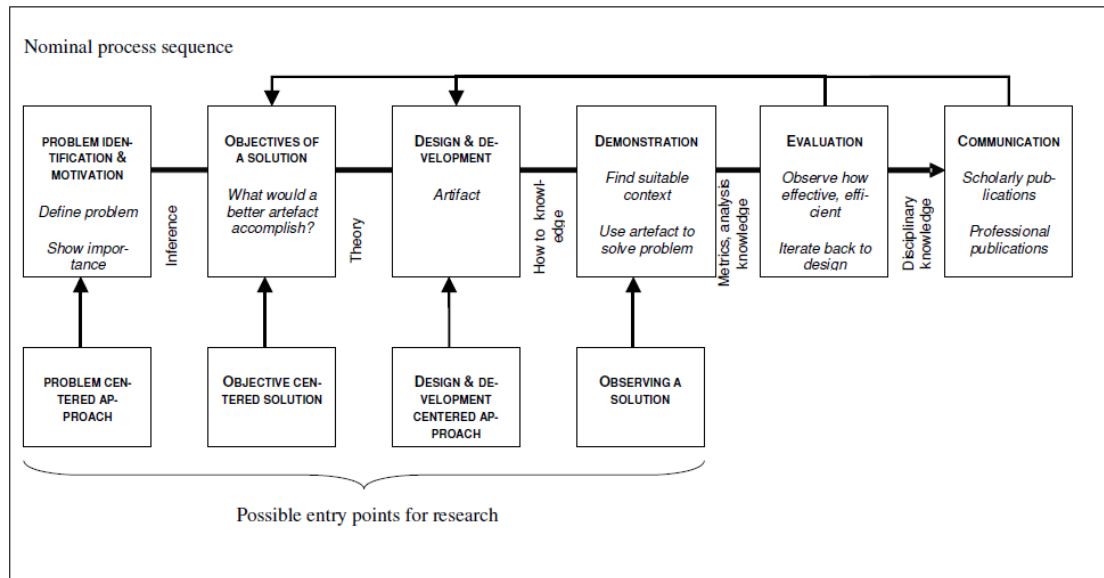 Nominal process sequence
PROBLEM IDEN-
TIFICATION &
MOTIVATION
Define problem
Show impor-
tance
Inference
OBJECTIVES OF
A SOLUTION
What would a
better artefact
accomplish?
Theory
DESIGN & DE-
VELOPMENT
Artifact
How to knowl-
edge
DEMONSTRATION
Find suitable
context
Use artefact to
solve problem
Metrics, analysis
knowledge
EVALUATION
Observe how
effective, effi-
cient
Iterate back to
design
Disciplinary
knowledge
COMMUNICATION
Scholarly pub-
lications
Professional
publications
PROBLEM CEN-
TERED AP-
PROACH
OBJECTIVE CEN-
TERED SOLUTION
DESIGN & DE-
VELOPMENT
CENTERED AP-
PROACH
OBSERVING A
SOLUTION
Possible entry points for research